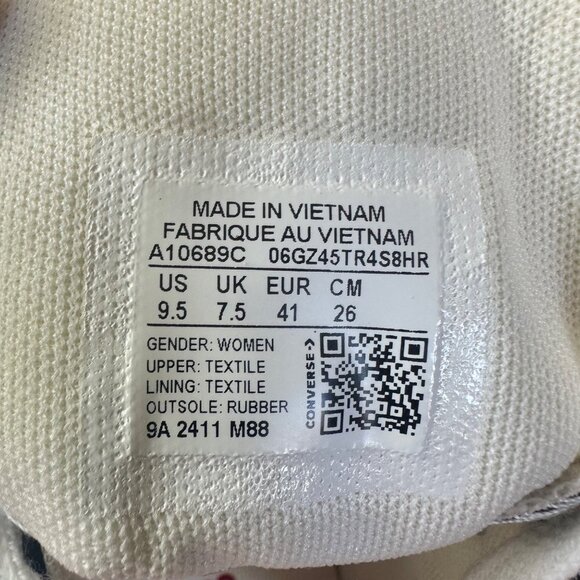 MADE IN VIETNAM
FABRIQUE AU VIETNAM
A10689C 06GZ45TR4S8HR
US UK EUR CM
9.5 7.5 41 26
GENDER: WOMEN
UPPER: TEXTILE
LINING: TEXTILE
OUTSOLE: RUBBER
9A 2411 M88
CONVERSE